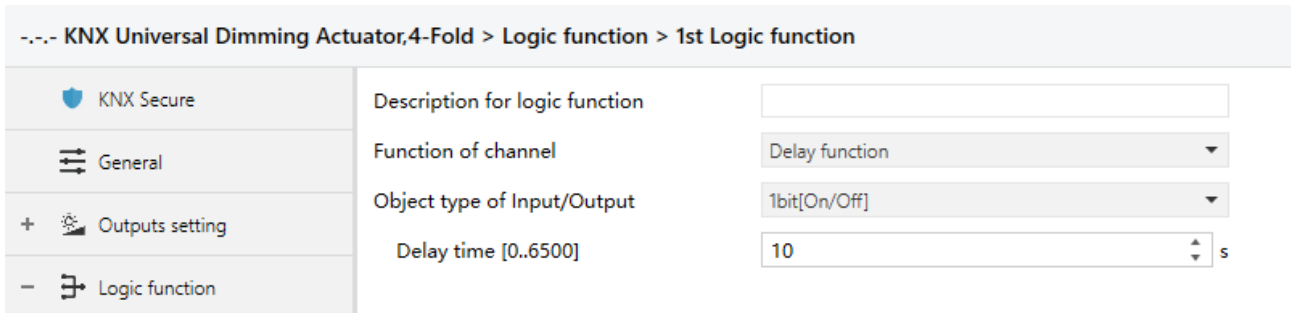 -.-.- KNX Universal Dimming Actuator,4-Fold > Logic function > 1st Logic function
KNX Secure
General
+ Outputs setting
− Logic function
Description for logic function
Function of channel Delay function
Object type of Input/Output 1bit[On/Off]
Delay time [0..6500] 10 s